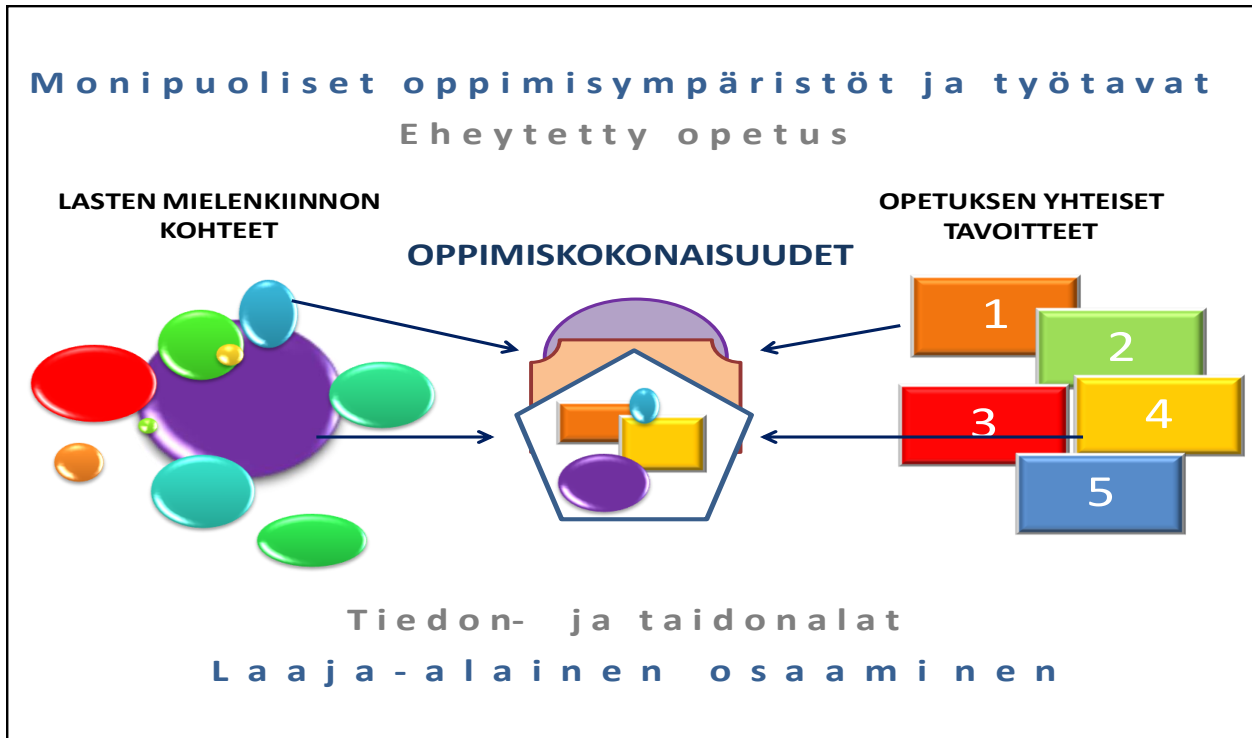 Monipuoliset oppimisympäristöt ja työtavat
Eheytetty opetus
LASTEN MIELENKIINNON
KOHTEET
OPPIMISKOKONAISUUDET
OPETUKSEN YHTEISET
TAVOITTEET
1
2
3
4
5
Tiedon- ja taidonalat
Laaja-alainen osaaminen